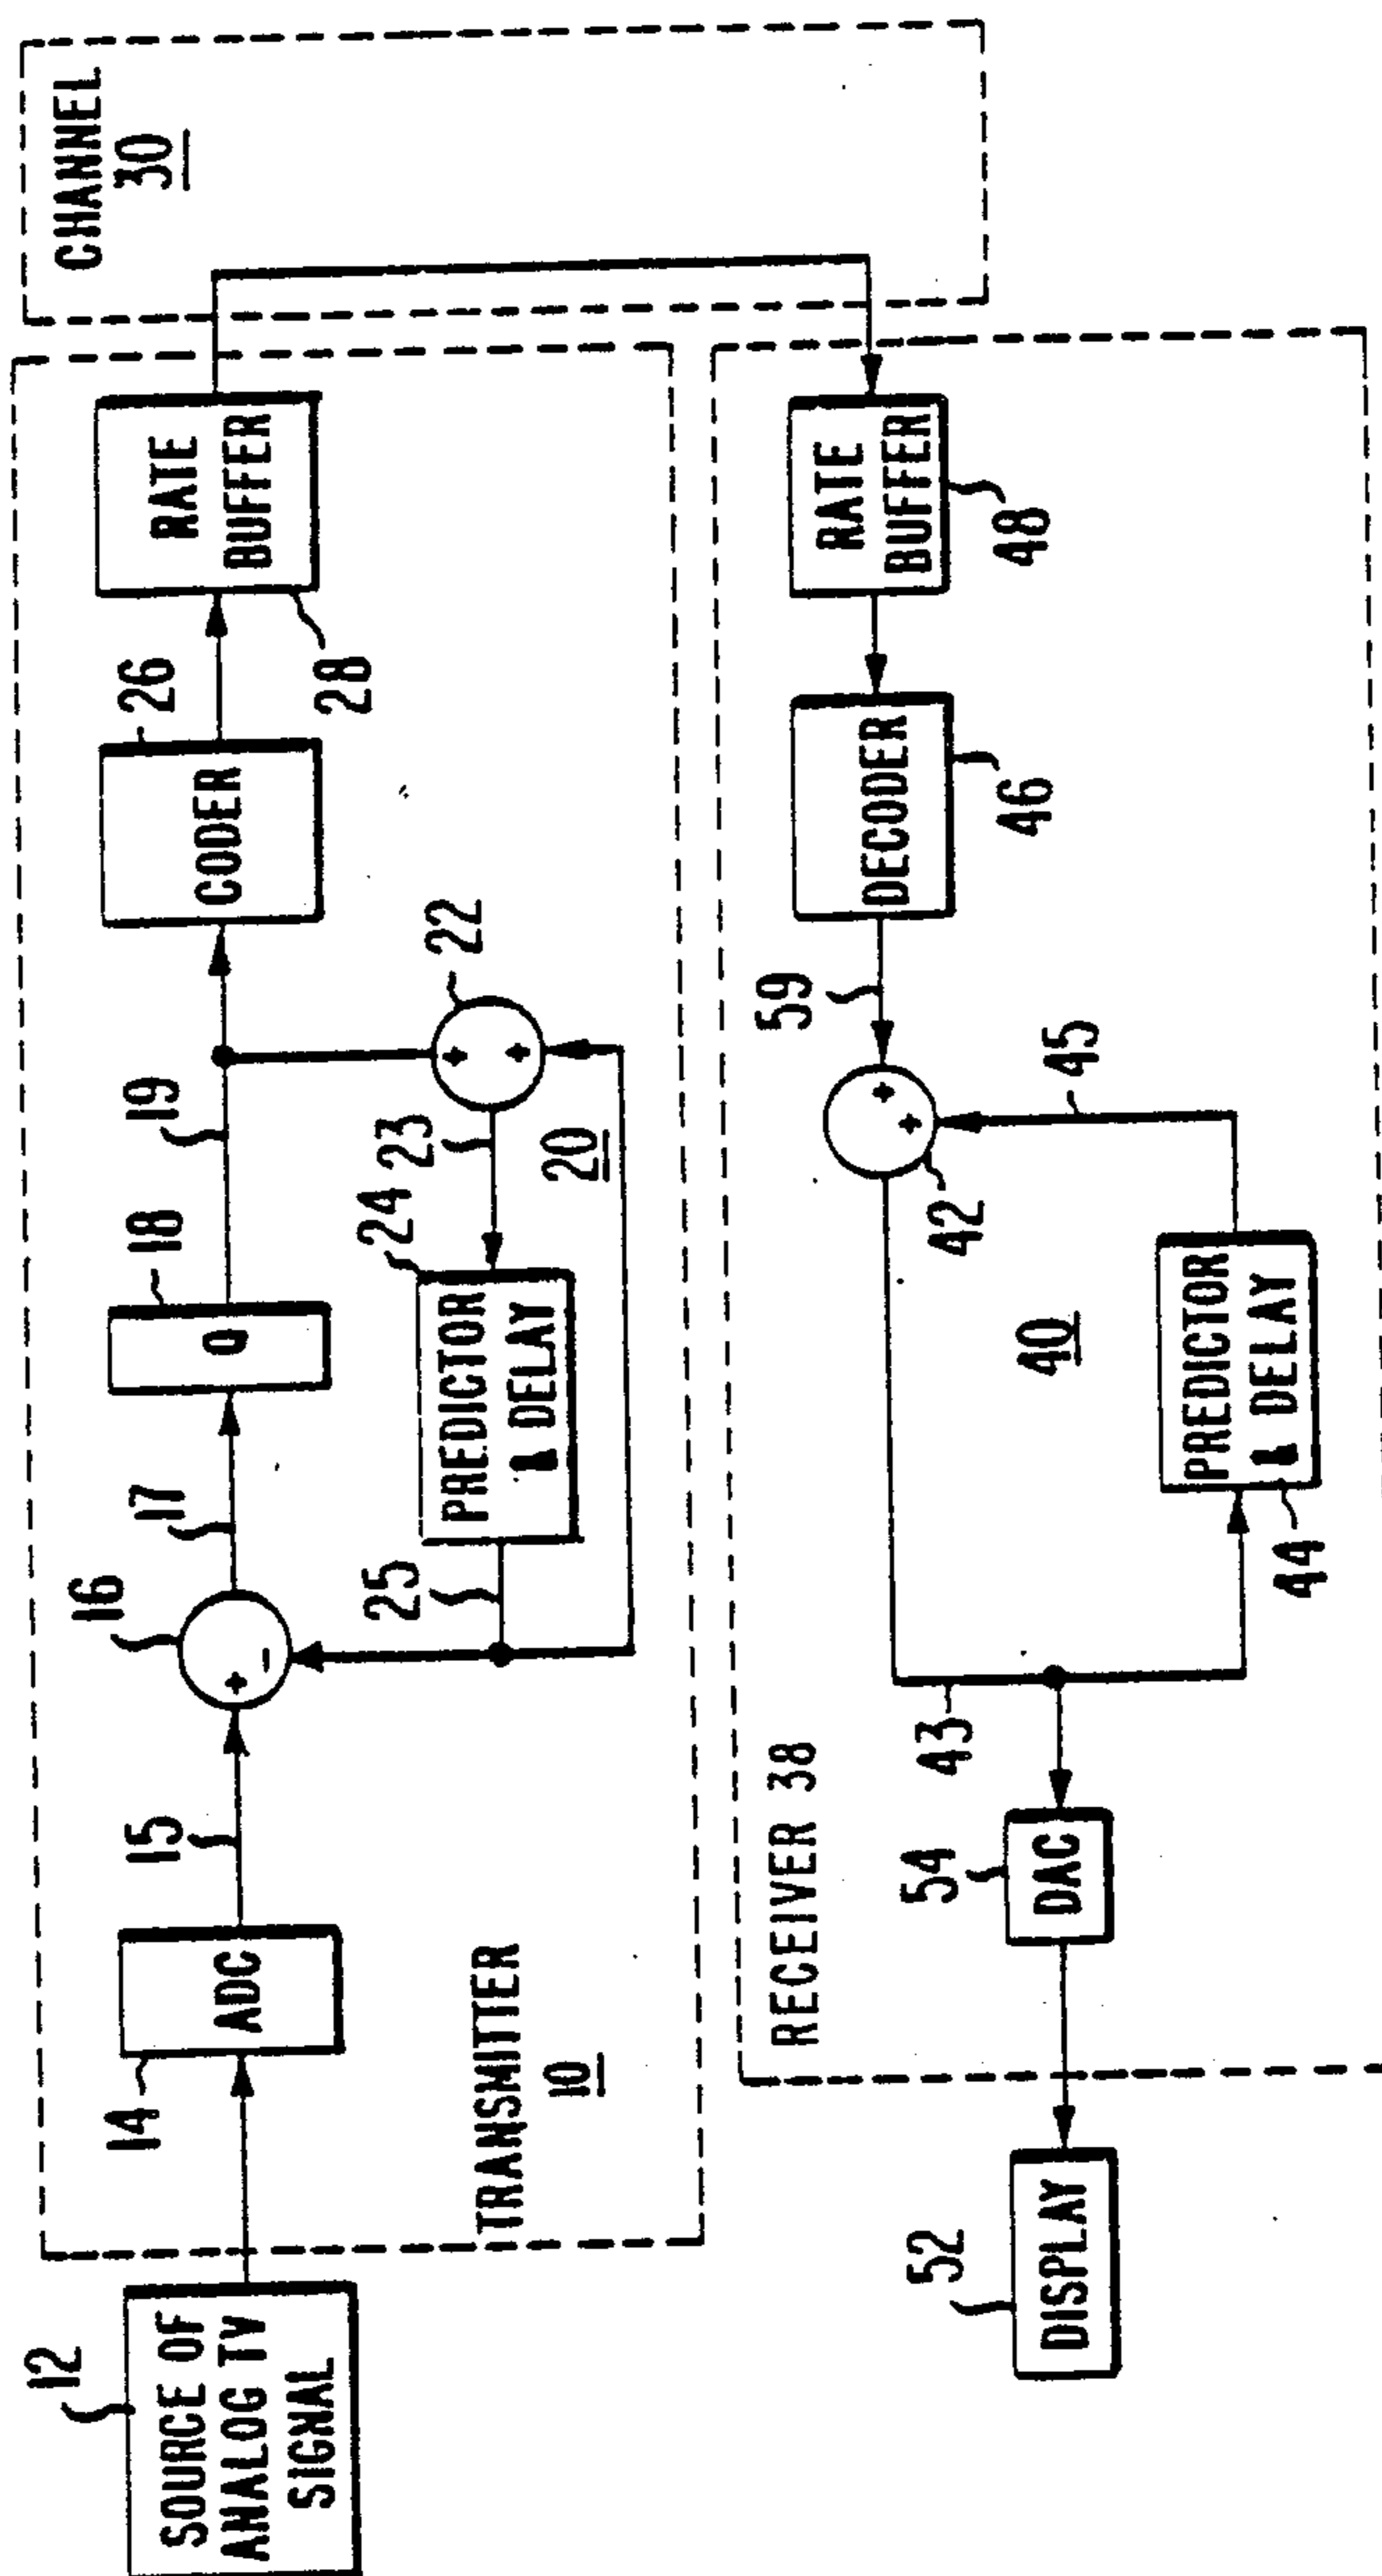 12
SOURCE OF
ANALOG TV
SIGNAL
14
ADC
15
16
+
-
17
18
Q
19
CODER
26
RATE
BUFFER
28
22
+
+
23
20
24
PREDICTOR
& DELAY
25
TRANSMITTER
10
CHANNEL
30
RECEIVER 38
RATE
BUFFER
48
DECODER
46
59
+
+
42
45
40
PREDICTOR
& DELAY
44
43
54
DAC
52
DISPLAY